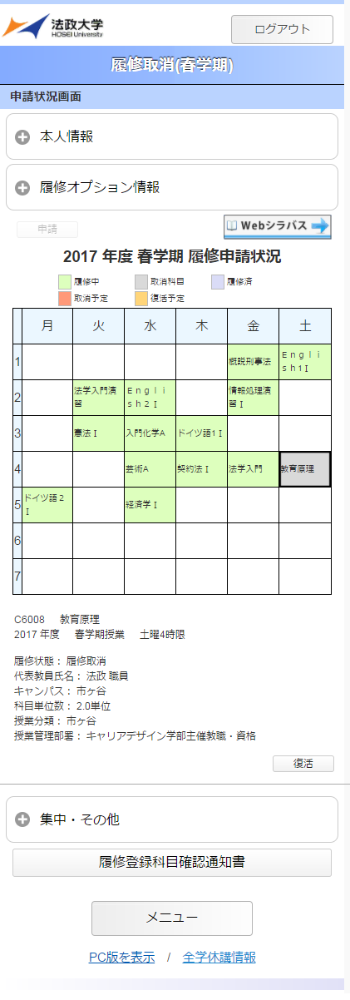 法政大学
HOSEI University
ログアウト
履修取消(春学期)
申請状況画面
本人情報
履修オプション情報
申請
Webシラバス
2017 年度 春学期 履修申請状況
履修中 取消科目 履修済
取消予定 復活予定
月 火 水 木 金 土
1 概説刑事法 Ｅｎｇｌｉｓｈ1Ⅰ
2 法学入門演習 Ｅｎｇｌｉｓｈ2Ⅰ 情報処理演習Ⅰ
3 憲法Ⅰ 入門化学A ドイツ語1Ⅰ
4 芸術A 契約法Ⅰ 法学入門 教育原理
5 ドイツ語２Ⅰ 経済学Ⅰ
6
7
C6008 教育原理
2017 年度 春学期授業 土曜4時限
履修状態： 履修取消
代表教員氏名： 法政 職員
キャンパス： 市ヶ谷
科目単位数： 2.0単位
授業分類： 市ヶ谷
授業管理部署： キャリアデザイン学部主催教職・資格
復活
集中・その他
履修登録科目確認通知書
メニュー
PC版を表示 / 全学休講情報